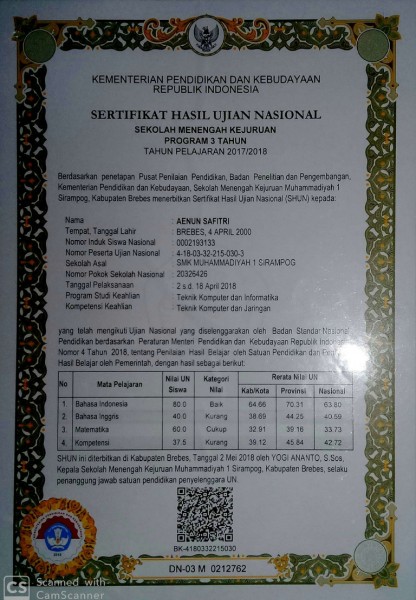 KEMENTERIAN PENDIDIKAN DAN KEBUDAYAAN
REPUBLIK INDONESIA
SERTIFIKAT HASIL UJIAN NASIONAL
SEKOLAH MENENGAH KEJURUAN
PROGRAM 3 TAHUN
TAHUN PELAJARAN 2017/2018
Berdasarkan penetapan Pusat Penilaian Pendidikan, Badan Penelitian dan Pengembangan,
Kementerian Pendidikan dan Kebudayaan, Sekolah Menengah Kejuruan Muhammadiyah 1
Sirampog, Kabupaten Brebes menerbitkan Sertifikat Hasil Ujian Nasional (SHUN) kepada:
Nama : AENUN SAFITRI
Tempat, Tanggal Lahir : BREBES, 4 APRIL 2000
Nomor Induk Siswa Nasional : 0002193133
Nomor Peserta Ujian Nasional : 4-18-03-32-215-030-3
Sekolah Asal : SMK MUHAMMADIYAH 1 SIRAMPOG
Nomor Pokok Sekolah Nasional : 20326426
Tanggal Pelaksanaan : 2 s.d. 18 April 2018
Program Studi Keahlian : Teknik Komputer dan Informatika
Kompetensi Keahlian : Teknik Komputer dan Jaringan
yang telah mengikuti Ujian Nasional yang diselenggarakan oleh Badan Standar Nasional
Pendidikan berdasarkan Peraturan Menteri Pendidikan dan Kebudayaan Republik Indonesia
Nomor 4 Tahun 2018, tentang Penilaian Hasil Belajar oleh Satuan Pendidikan dan Penilaian
Hasil Belajar oleh Pemerintah, dengan hasil sebagai berikut:
No Mata Pelajaran Nilai UN Siswa Kategori Nilai Rerata Nilai UN
Kab/Kota Provinsi Nasional
1. Bahasa Indonesia 80.0 Baik 64.66 70.31 63.80
2. Bahasa Inggris 40.0 Kurang 38.69 44.25 40.59
3. Matematika 60.0 Cukup 32.91 39.16 33.73
4. Kompetensi 37.5 Kurang 39.12 45.84 42.72
SHUN ini diterbitkan di Kabupaten Brebes, Tanggal 2 Mei 2018 oleh YOGI ANANTO, S.Sos,
Kepala Sekolah Menengah Kejuruan Muhammadiyah 1 Sirampog, Kabupaten Brebes, selaku
penanggung jawab satuan pendidikan penyelenggara UN.
BK-4180332215030
DN-03 M 0212762
CS Scanned with
CamScanner